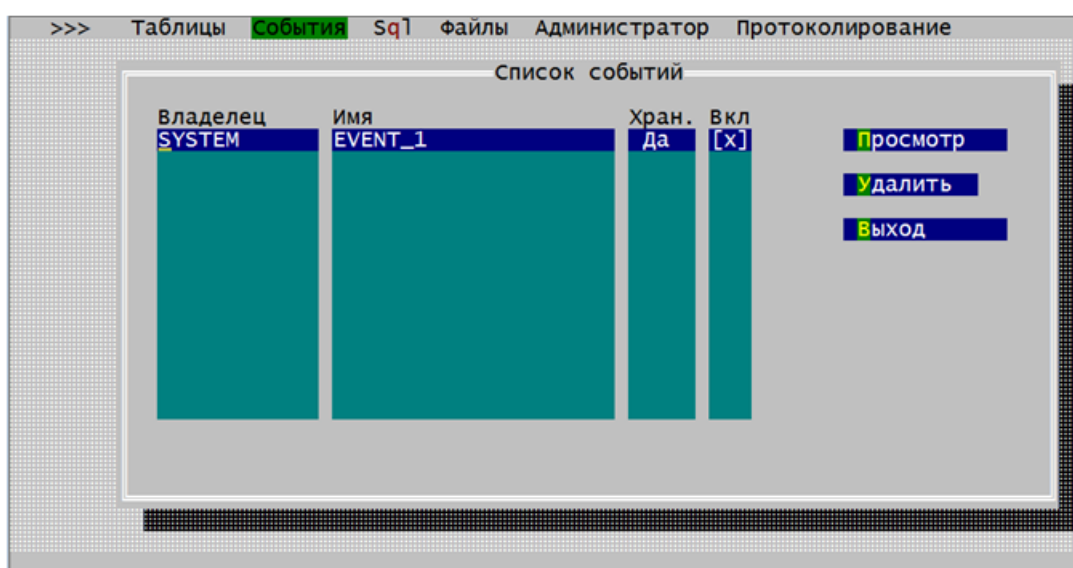 >>> Таблицы События Sql Файлы Администратор Протоколирование
Список событий
Владелец Имя Хран. Вкл
SYSTEM EVENT_1 Да [x] Просмотр
Удалить
Выход